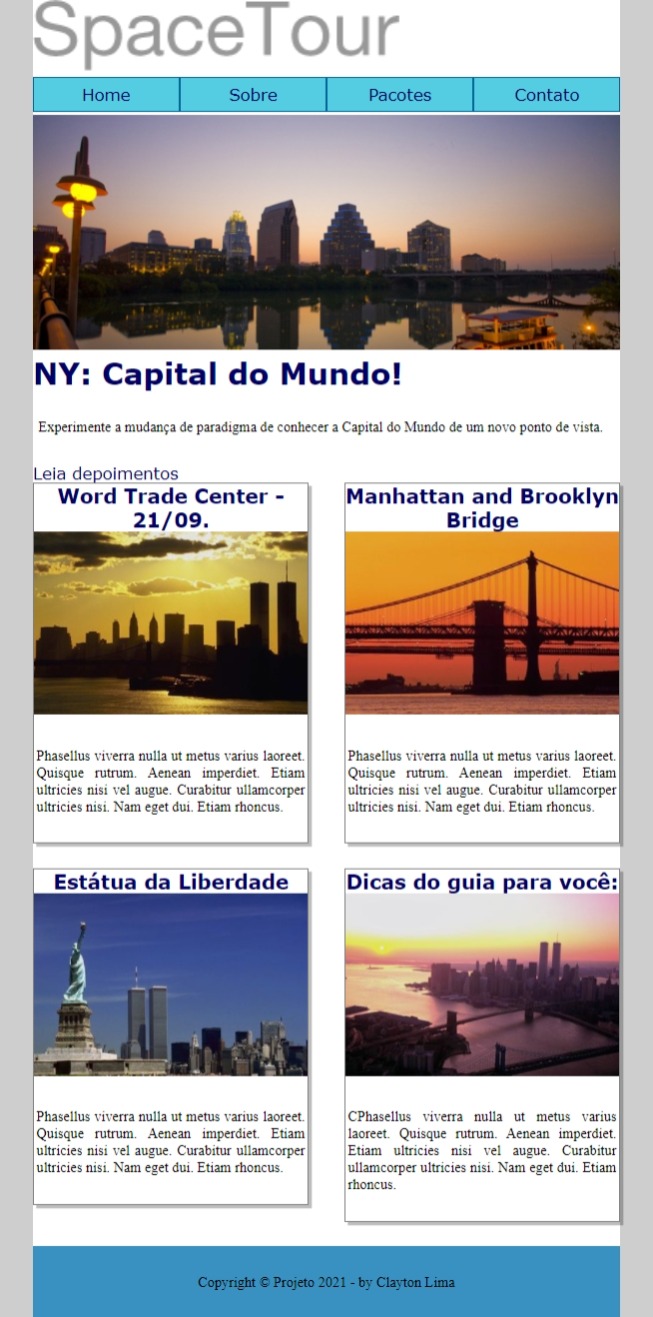 SpaceTour
Home Sobre Pacotes Contato
NY: Capital do Mundo!
Experimente a mudança de paradigma de conhecer a Capital do Mundo de um novo ponto de vista.
Leia depoimentos
Word Trade Center -
21/09.
Phasellus viverra nulla ut metus varius laoreet.
Quisque rutrum. Aenean imperdiet. Etiam
ultricies nisi vel augue. Curabitur ullamcorper
ultricies nisi. Nam eget dui. Etiam rhoncus.
Manhattan and Brooklyn
Bridge
Phasellus viverra nulla ut metus varius laoreet.
Quisque rutrum. Aenean imperdiet. Etiam
ultricies nisi vel augue. Curabitur ullamcorper
ultricies nisi. Nam eget dui. Etiam rhoncus.
Estátua da Liberdade
Phasellus viverra nulla ut metus varius laoreet.
Quisque rutrum. Aenean imperdiet. Etiam
ultricies nisi vel augue. Curabitur ullamcorper
ultricies nisi. Nam eget dui. Etiam rhoncus.
Dicas do guia para você:
CPhasellus viverra nulla ut metus varius
laoreet. Quisque rutrum. Aenean imperdiet.
Etiam ultricies nisi vel augue. Curabitur
ullamcorper ultricies nisi. Nam eget dui. Etiam
rhoncus.
Copyright © Projeto 2021 - by Clayton Lima